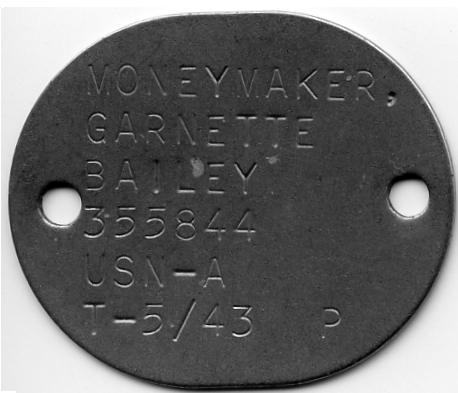 MONEYMAKER,
GARNETTE
BAILEY
355844
USN-A
T-5/43 P